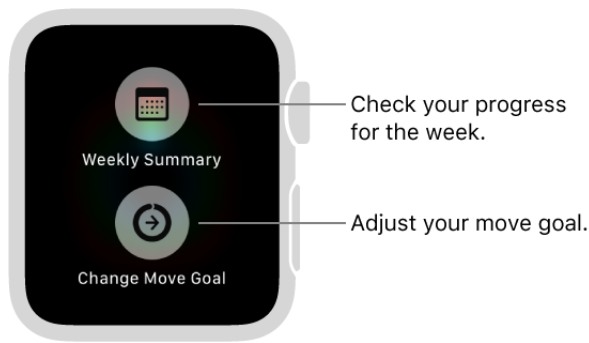 Check your progress
for the week.
Weekly Summary
Adjust your move goal.
Change Move Goal